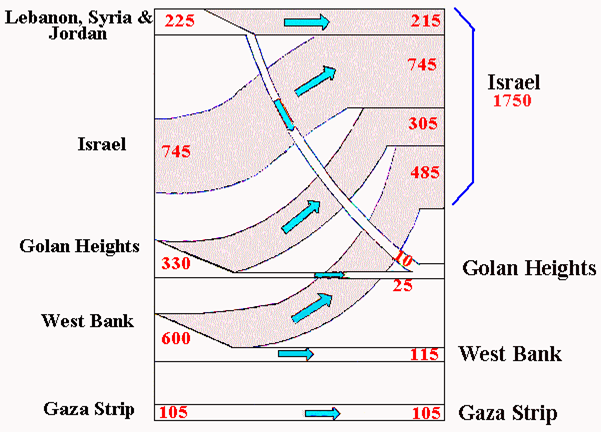 Lebanon, Syria &
Jordan
225
215
745
Israel
1750
305
Israel
745
485
Golan Heights
330
10
Golan Heights
25
West Bank
600
115
West Bank
Gaza Strip
105
105
Gaza Strip